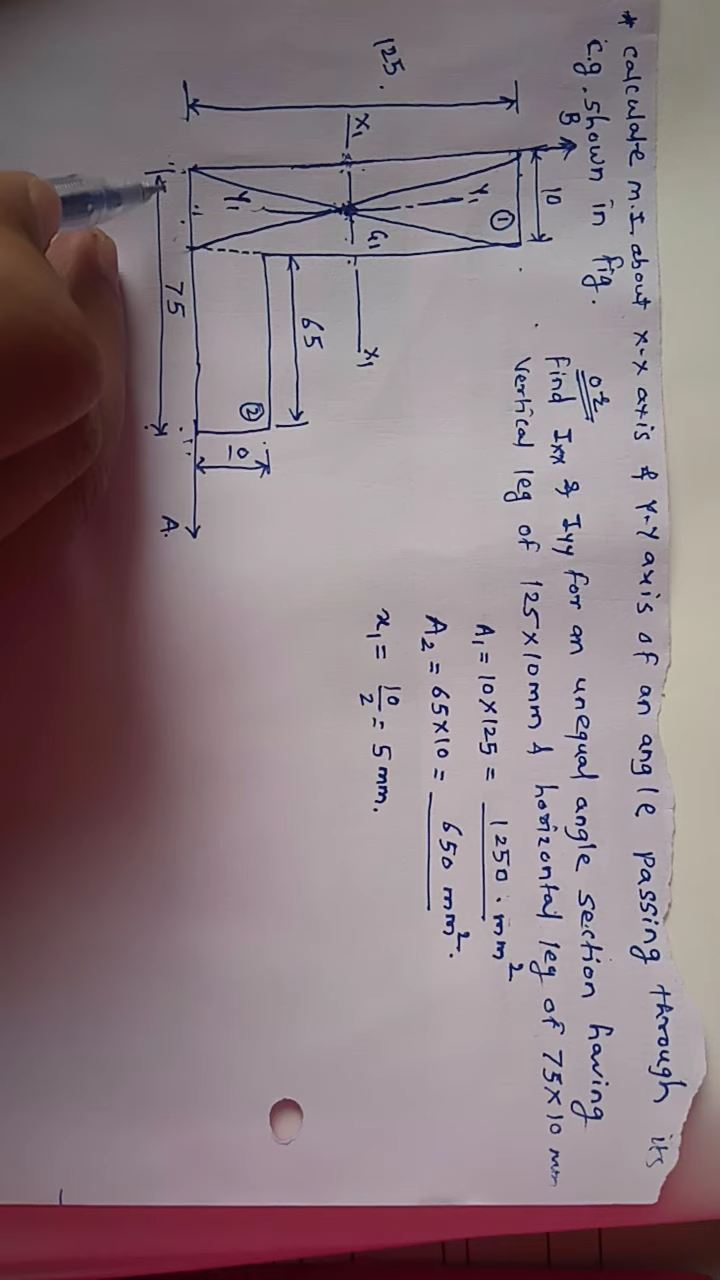 * calculate M.I. about x-x axis & Y-Y axis of an angle passing through its
c.g. shown in fig.
or
Find Ixx & Iyy for an unequal angle section having
vertical leg of 125×10mm & horizontal leg of 75×10 mm
B
10
①
125.
X1
X1
Y1
Y1
G1
65
②
10
75
A.
A1 = 10×125 = 1250 mm²
A2 = 65×10 = 650 mm².
x1 = 10/2 = 5 mm.